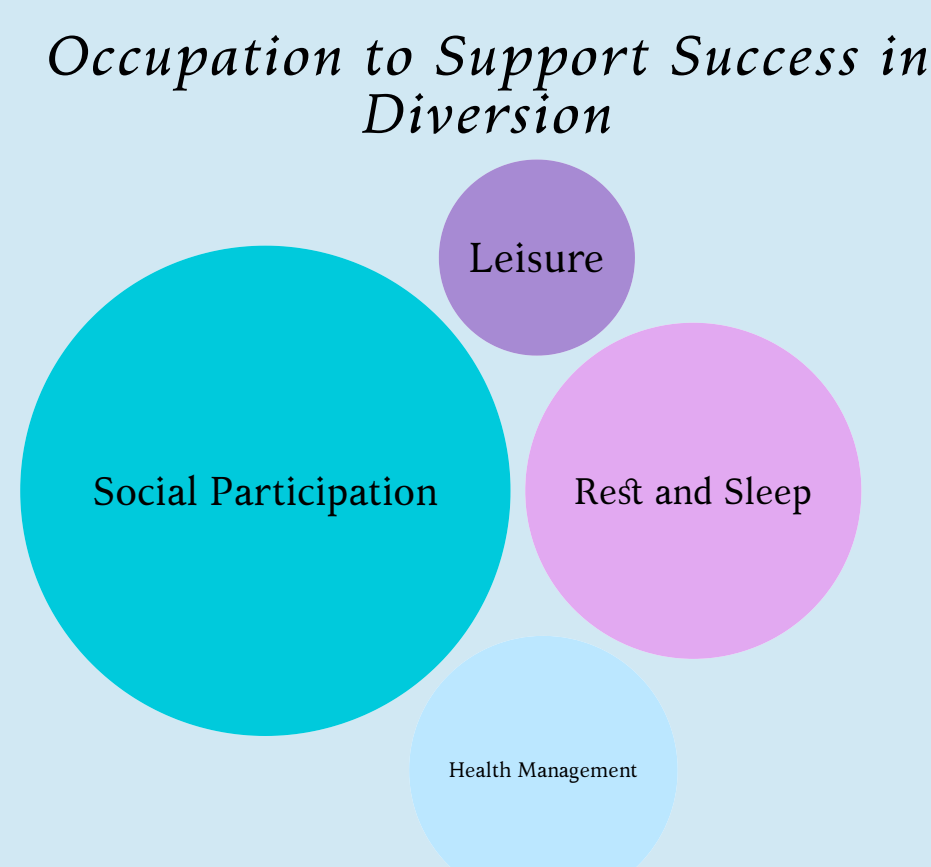 Occupation to Support Success in
Diversion
Leisure
Social Participation
Rest and Sleep
Health Management